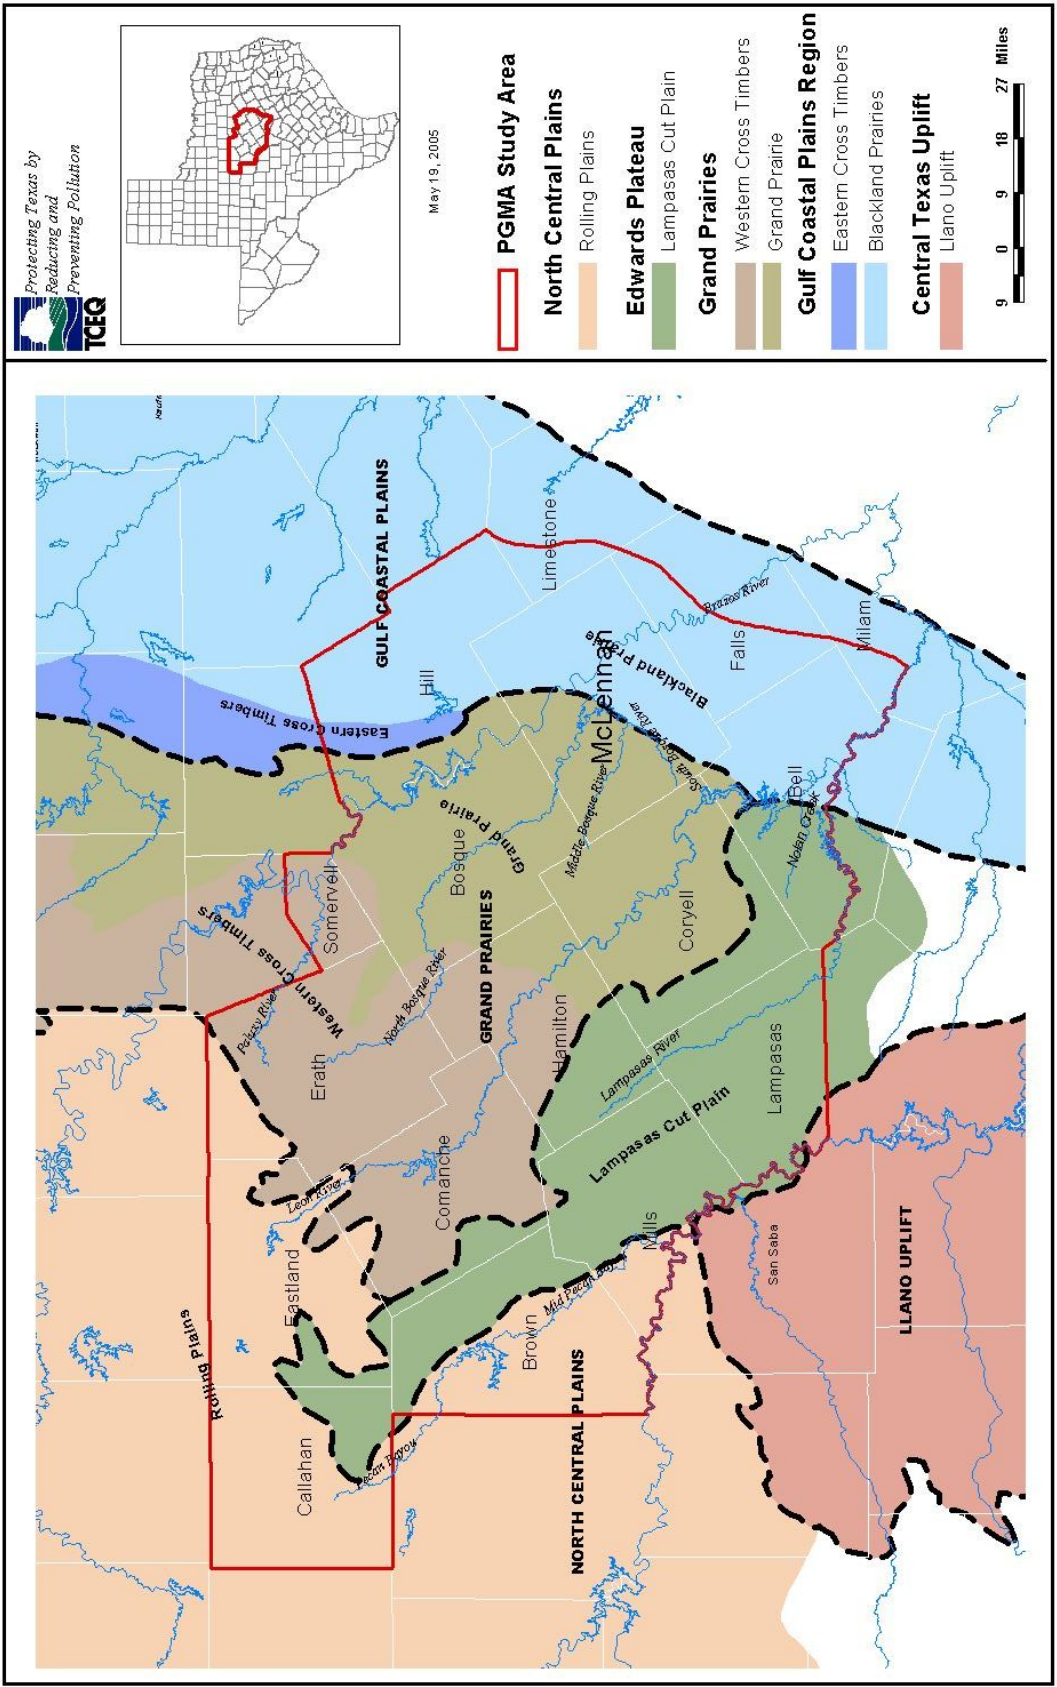 Protecting Texas by
Reducing and
Preventing Pollution
TCEQ
May 19, 2005
PGMA Study Area
North Central Plains
Rolling Plains
Edwards Plateau
Lampasas Cut Plain
Grand Prairies
Western Cross Timbers
Grand Prairie
Gulf Coastal Plains Region
Eastern Cross Timbers
Blackland Prairies
Central Texas Uplift
Llano Uplift
9 0 9 18 27 Miles
Rolling Plains
Callahan
Eastland
Pecan Bayou
Brown
NORTH CENTRAL PLAINS
Mid Pecan Bay
Mills
Comanche
Leon River
Erath
Paluxy River
Western Cross Timbers
Somervell
North Bosque River
GRAND PRAIRIES
Hamilton
Lampasas River
Lampasas Cut Plain
Lampasas
San Saba
LLANO UPLIFT
Bosque
Grand Prairie
Middle Bosque River
Coryell
Eastern Cross Timbers
Hill
GULF COASTAL PLAINS
McLennan
South Bosque River
Blackland Prairie
Limestone
Falls
Brazos River
Bell
Nolan Creek
Milam